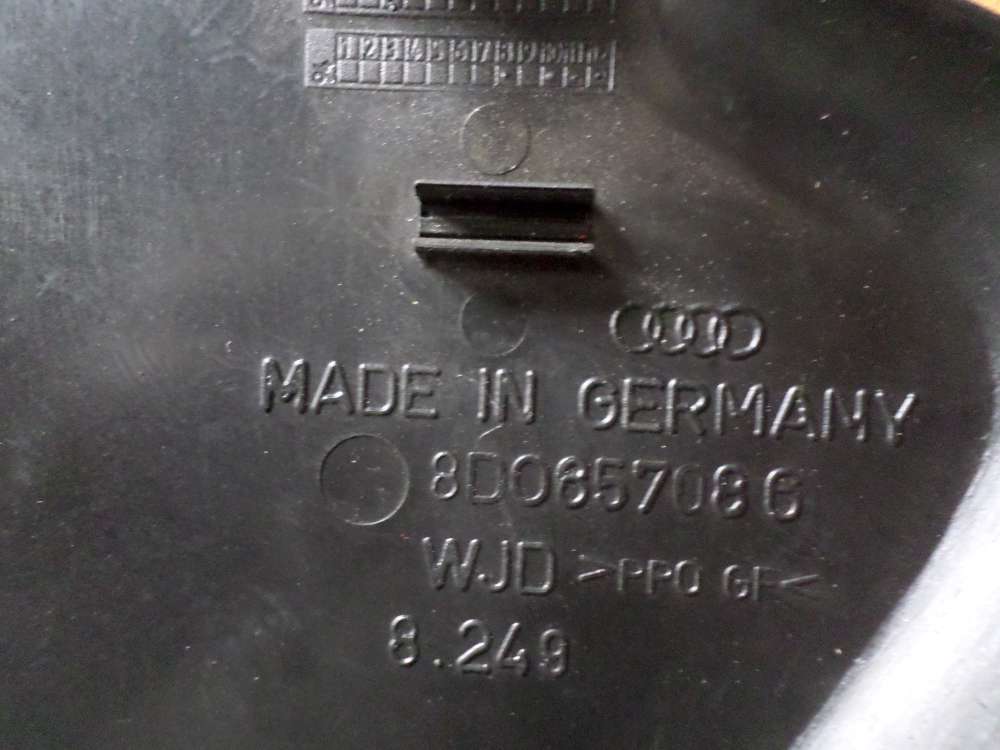 MADE IN GERMANY
8D0857086
WJD >PPO GF<
8.249